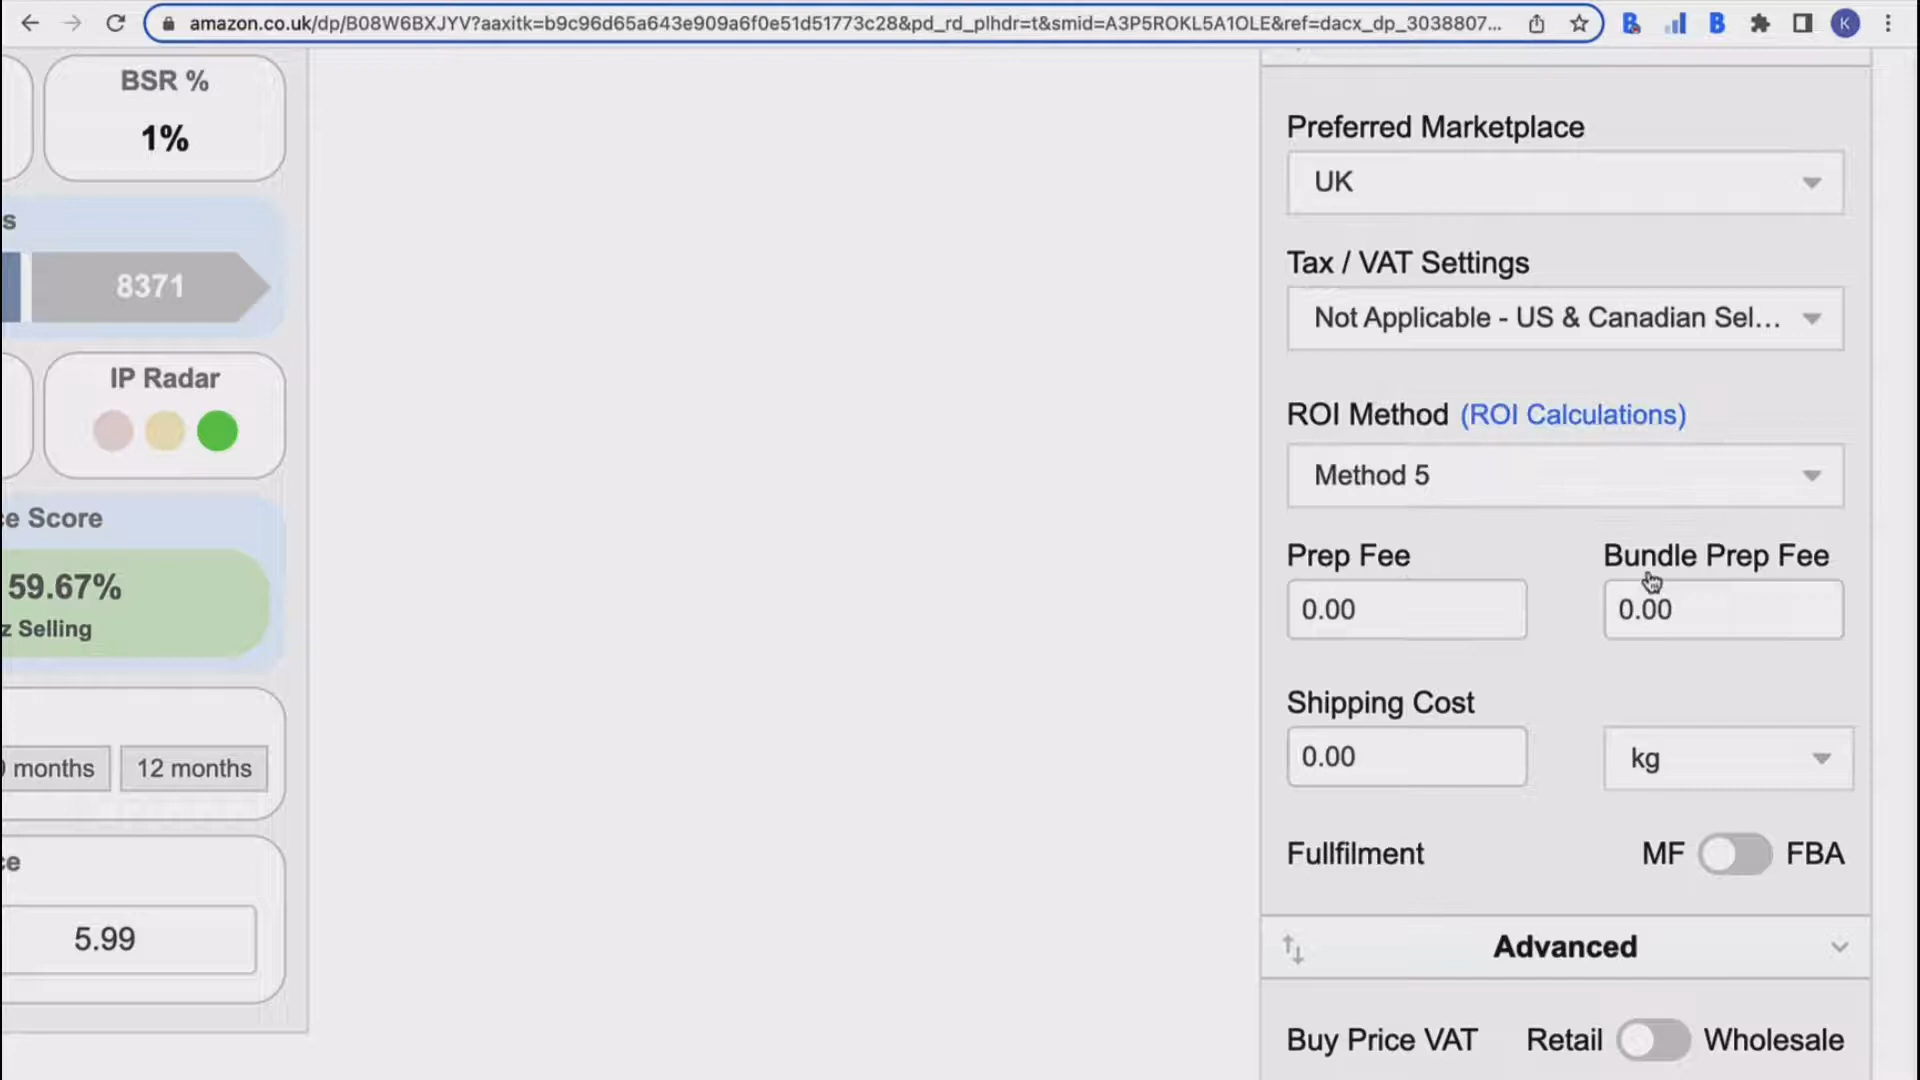 amazon.co.uk/dp/B08W6BXJYV?aaxitk=b9c96d65a643e909a6f0e51d51773c28&pd_rd_plhdr=t&smid=A3P5ROKL5A1OLE&ref=dacx_dp_3038807...
B
B
K
BSR %
1%
s
8371
IP Radar
ce Score
59.67%
z Selling
months
12 months
ce
5.99
Preferred Marketplace
UK
Tax / VAT Settings
Not Applicable - US & Canadian Sel...
ROI Method (ROI Calculations)
Method 5
Prep Fee
Bundle Prep Fee
0.00
0.00
Shipping Cost
0.00
kg
Fullfilment
MF
FBA
Advanced
Buy Price VAT
Retail
Wholesale